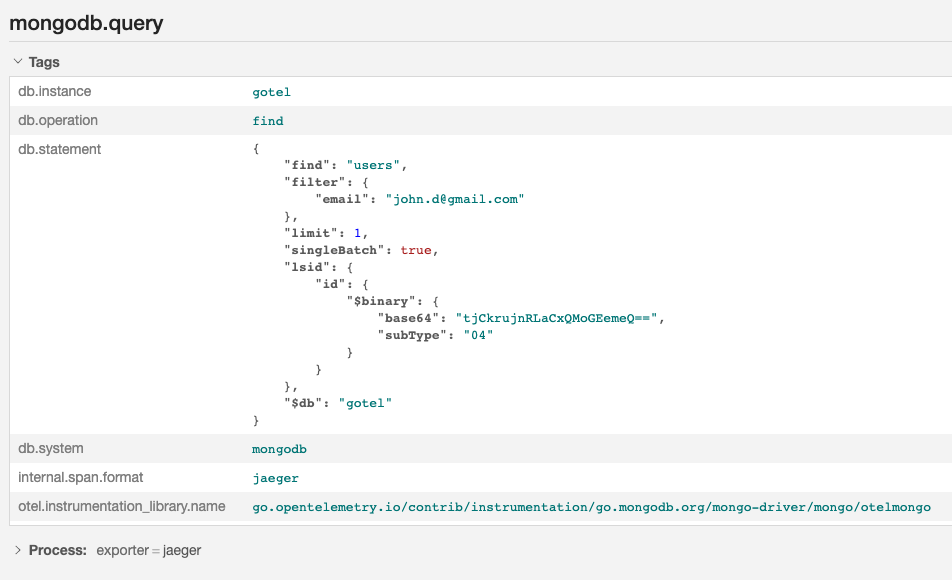 mongodb.query
Tags
db.instance gotel
db.operation find
db.statement {
"find": "users",
"filter": {
"email": "john.d@gmail.com"
},
"limit": 1,
"singleBatch": true,
"lsid": {
"id": {
"$binary": {
"base64": "tjCkrujnRLaCxQMoGEemeQ==",
"subType": "04"
}
}
},
"$db": "gotel"
}
db.system mongodb
internal.span.format jaeger
otel.instrumentation_library.name go.opentelemetry.io/contrib/instrumentation/go.mongodb.org/mongo-driver/mongo/otelmongo
Process: exporter = jaeger